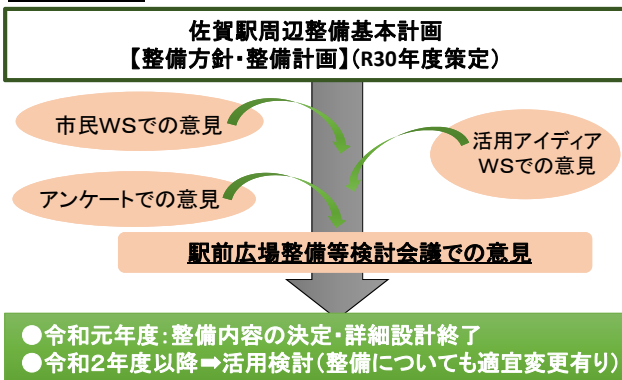 佐賀駅周辺整備基本計画
【整備方針・整備計画】(R30年度策定)
市民WSでの意見
活用アイディア
WSでの意見
アンケートでの意見
駅前広場整備等検討会議での意見
●令和元年度:整備内容の決定・詳細設計終了
●令和2年度以降➡活用検討(整備についても適宜変更有り)